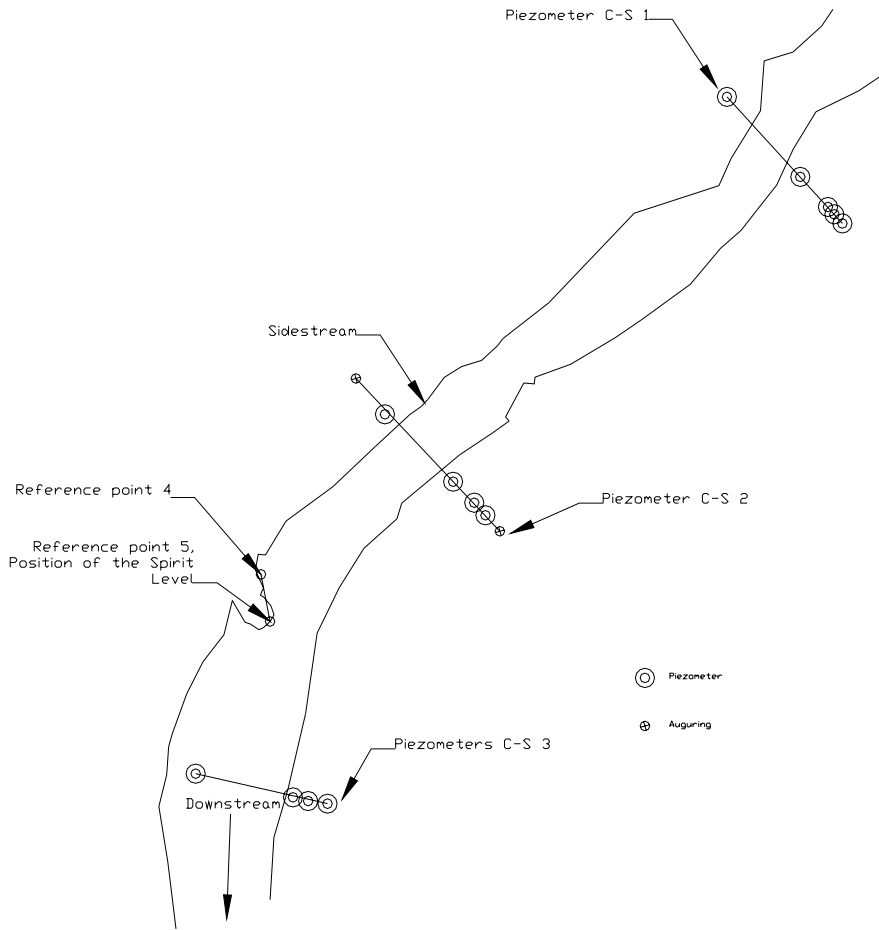 Piezometer C-S 1
Sidestream
Reference point 4
Piezometer C-S 2
Reference point 5,
Position of the Spirit
Level
Piezometer
Auguring
Piezometers C-S 3
Downstream